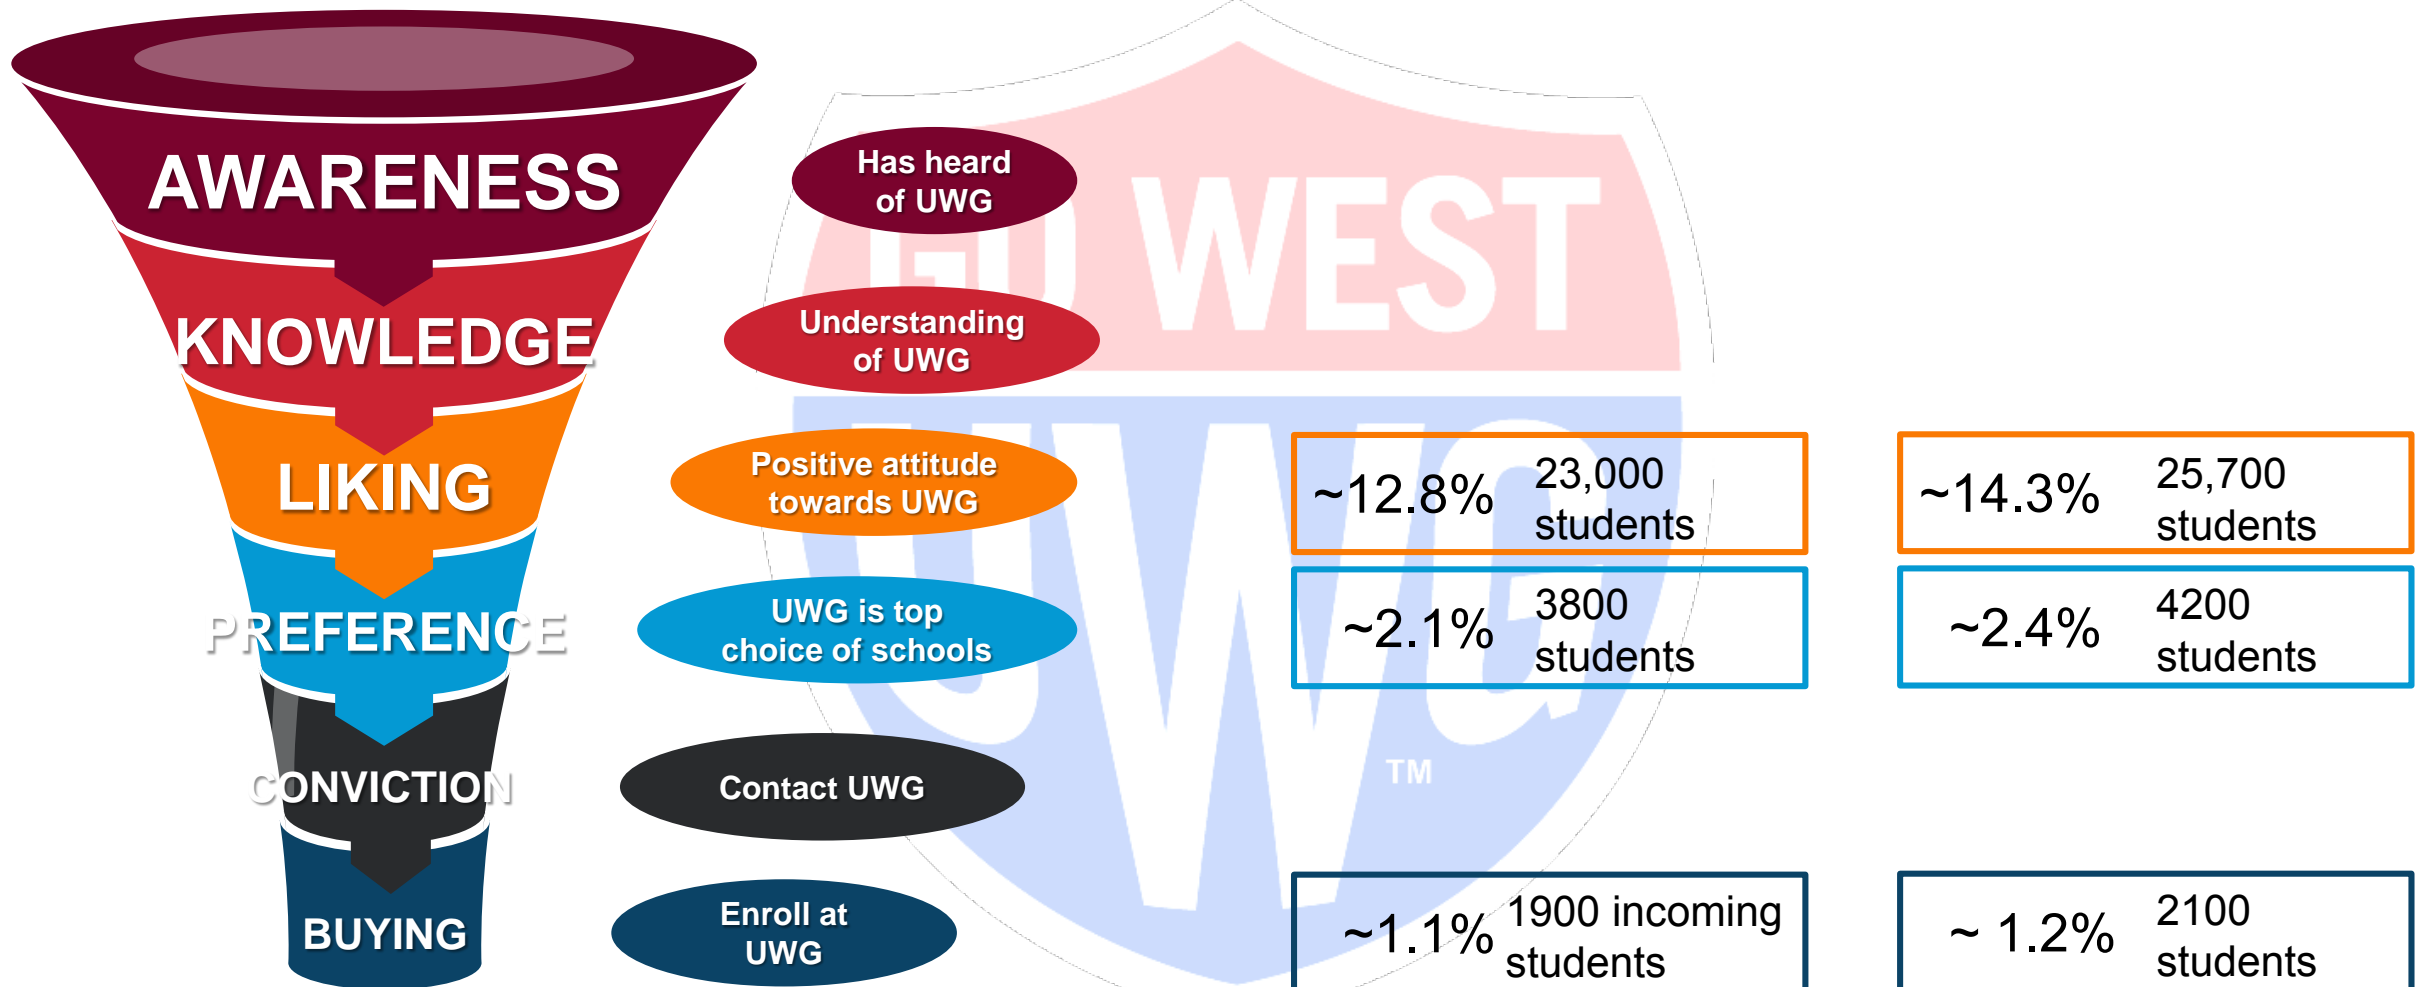 AWARENESS
Has heard
of UWG
GO WEST
KNOWLEDGE
Understanding
of UWG
LIKING
Positive attitude
towards UWG
~12.8%
23,000
students
~14.3%
25,700
students
UWG
TM
PREFERENCE
UWG is top
choice of schools
~2.1%
3800
students
~2.4%
4200
students
CONVICTION
Contact UWG
BUYING
Enroll at
UWG
~1.1%
1900 incoming
students
~ 1.2%
2100
students